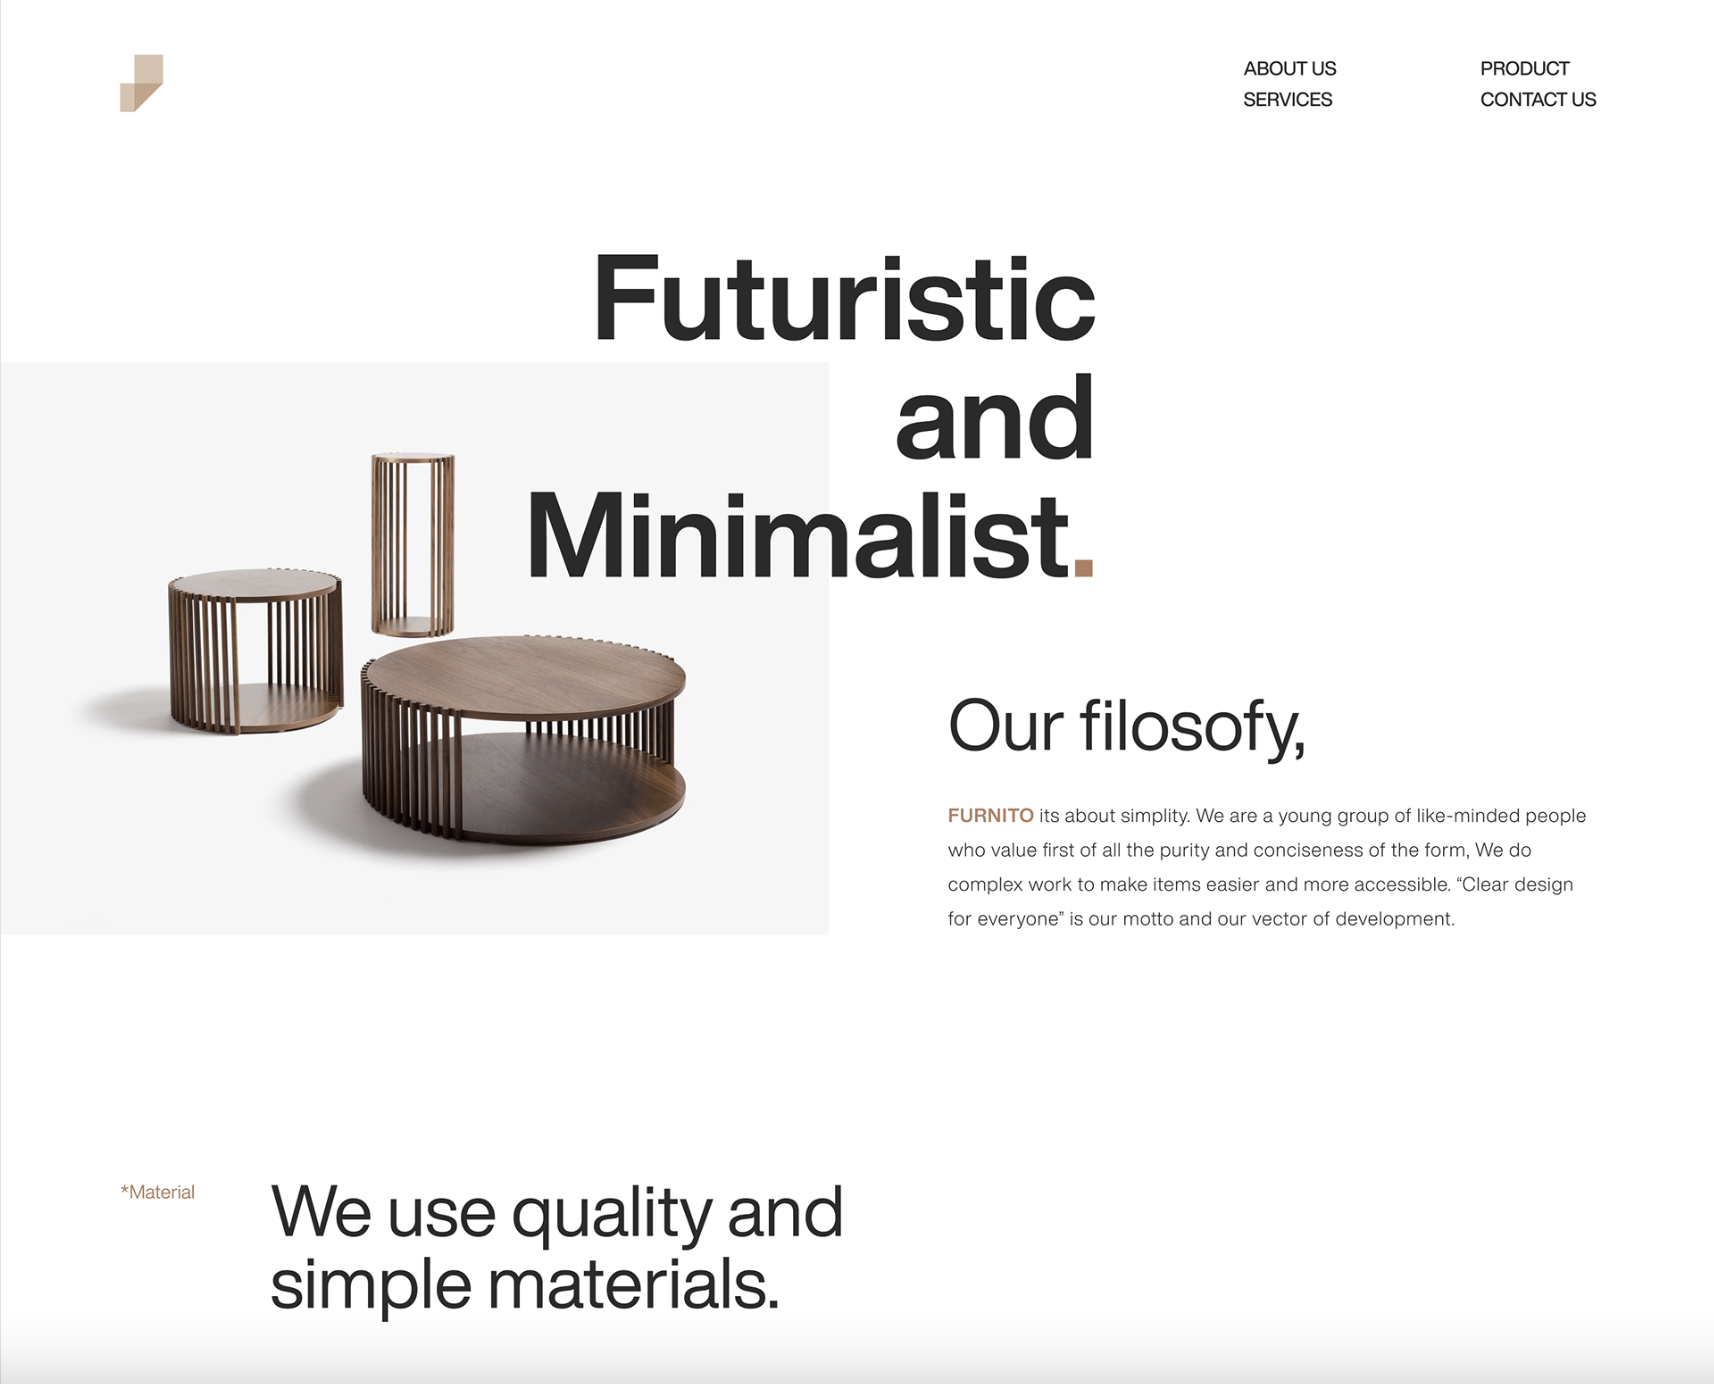 ABOUT US
SERVICES
PRODUCT
CONTACT US
Futuristic
and
Minimalist.
Our filosofy,
FURNITO its about simplity. We are a young group of like-minded people
who value first of all the purity and conciseness of the form, We do
complex work to make items easier and more accessible. “Clear design
for everyone” is our motto and our vector of development.
*Material
We use quality and
simple materials.